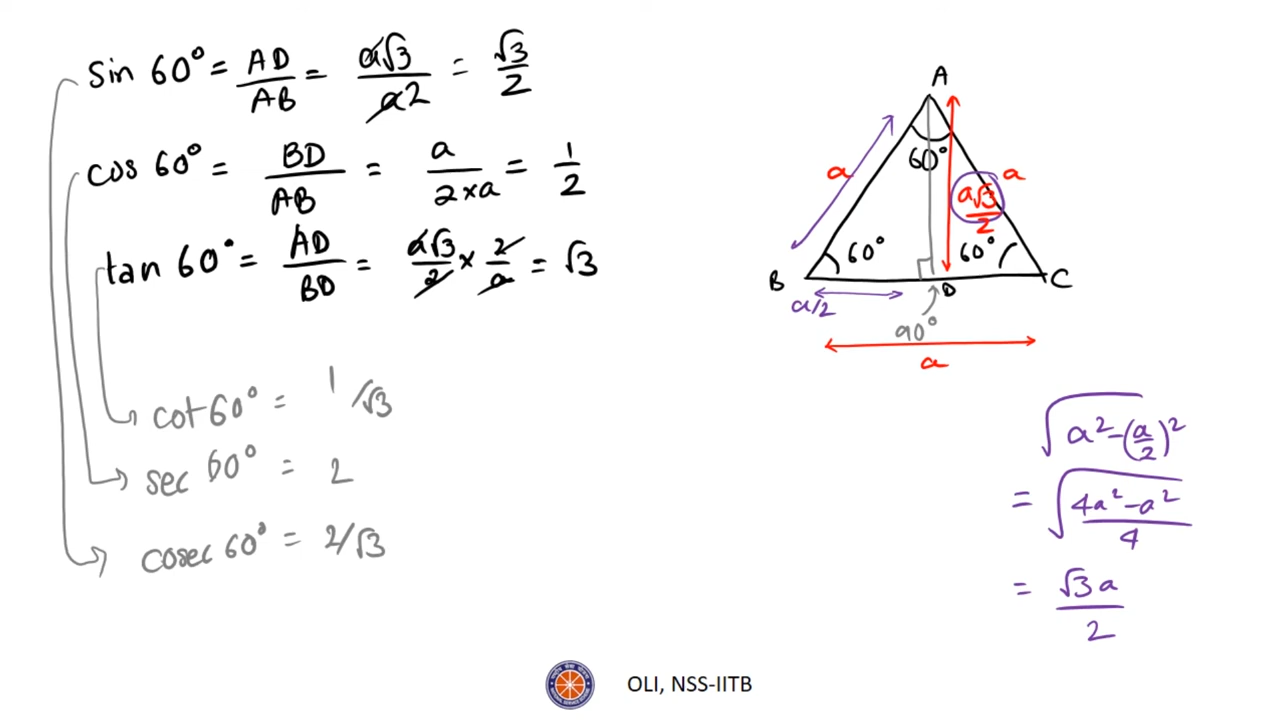 sin 60° = AD/AB = a√3/a2 = √3/2
cos 60° = BD/AB = a/2×a = 1/2
tan 60° = AD/BD = a√3/2 × 2/a = √3
cot 60° = 1/√3
sec 60° = 2
cosec 60° = 2/√3
A
60°
a
a√3/2
a
60°
60°
B
D
C
a/2
90°
a
√(a² - (a/2)²)
= √((4a² - a²)/4)
= √3a/2
OLI, NSS-IITB